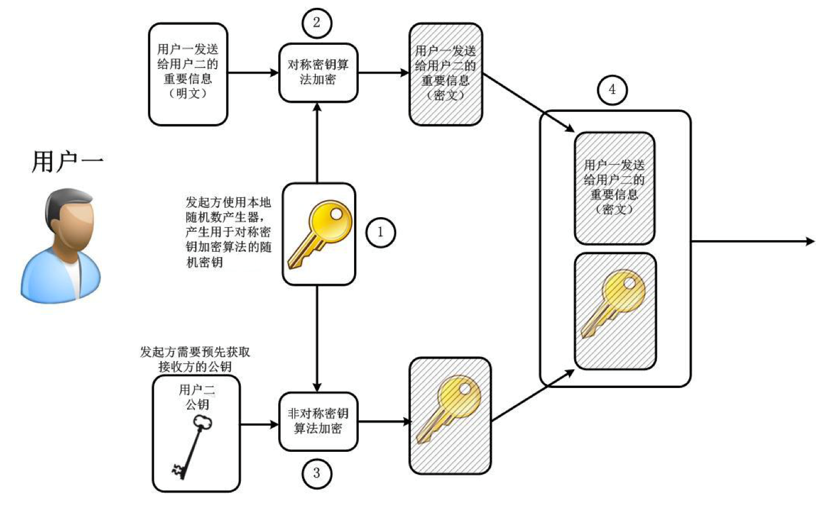 ②
用户一发送
给用户二的
重要信息
（明文）
对称密钥算
法加密
用户一发送
给用户二的
重要信息
（密文）
④
用户一
发起方使用本地
随机数产生器，
产生用于对称密
钥加密算法的随
机密钥
①
用户一发送
给用户二的
重要信息
（密文）
发起方需要预先获取
接收方的公钥
用户二
公钥
非对称密钥
算法加密
③